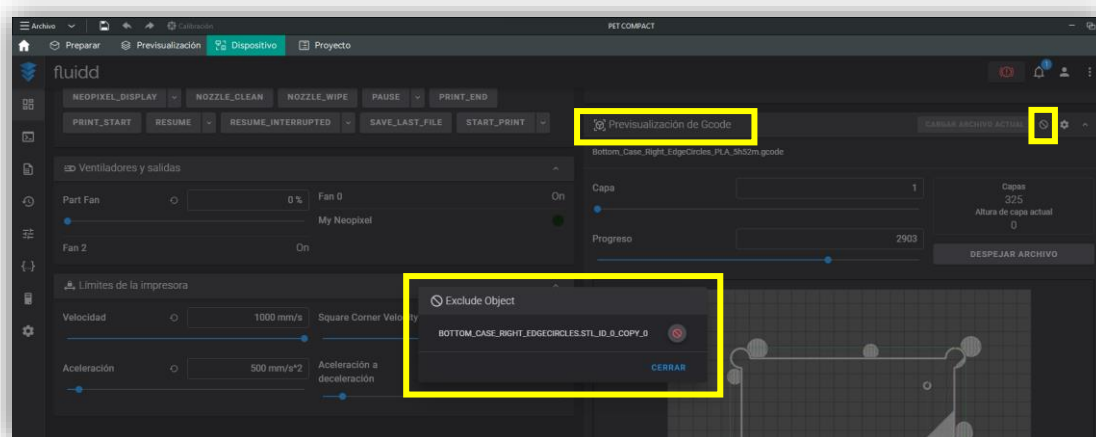 Archivo
Calibración
PET COMPACT
Preparar
Previsualización
Dispositivo
Proyecto
fluidd
1
NEOPIXEL_DISPLAY
NOZZLE_CLEAN
NOZZLE_WIPE
PAUSE
PRINT_END
PRINT_START
RESUME
RESUME_INTERRUPTED
SAVE_LAST_FILE
START_PRINT
Ventiladores y salidas
Part Fan
0 %
Fan 0
On
My Neopixel
Fan 2
On
Límites de la impresora
Velocidad
1000 mm/s
Square Corner Velocity
Aceleración
500 mm/s^2
Aceleración a
deceleración
Previsualización de Gcode
CARGAR ARCHIVO ACTUAL
Bottom_Case_Right_EdgeCircles_PLA_5h52m.gcode
Capa
1
Progreso
2903
Capas
325
Altura de capa actual
0
DESPEJAR ARCHIVO
Exclude Object
BOTTOM_CASE_RIGHT_EDGECIRCLES.STL_ID_0_COPY_0
CERRAR